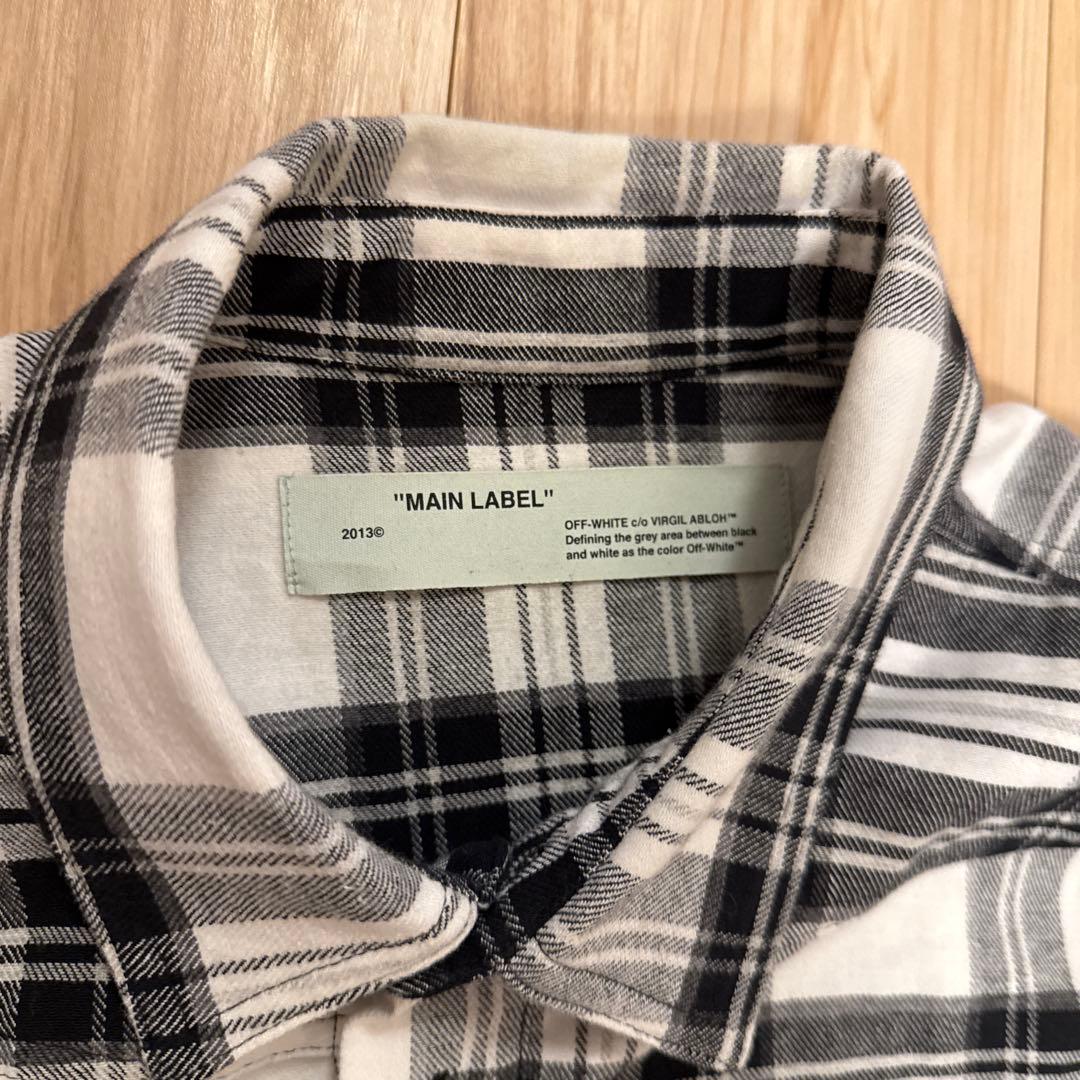 "MAIN LABEL"
2013©
OFF-WHITE c/o VIRGIL ABLOH™
Defining the grey area between black
and white as the color Off-White™